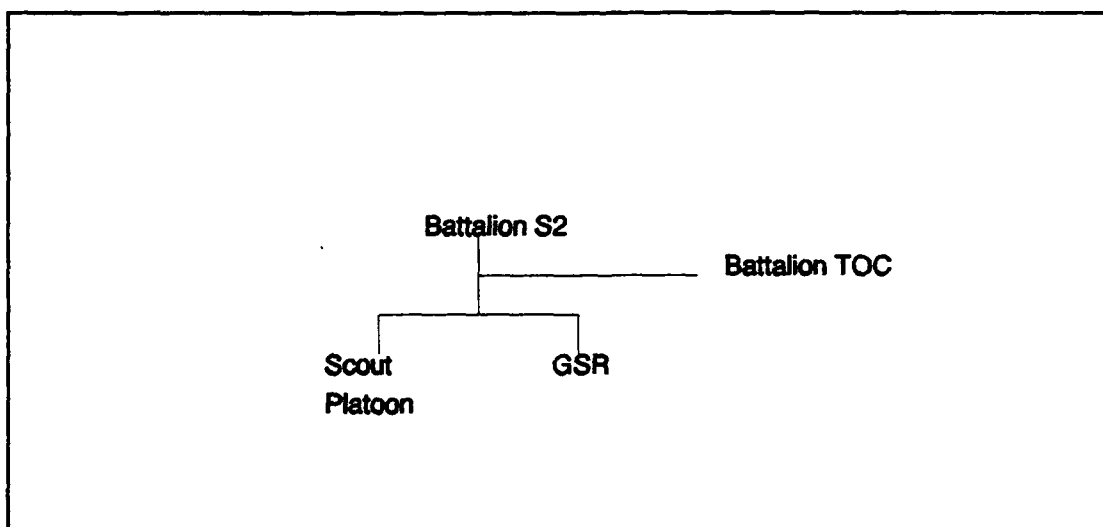 Battalion S2
Battalion TOC
Scout
Platoon
GSR